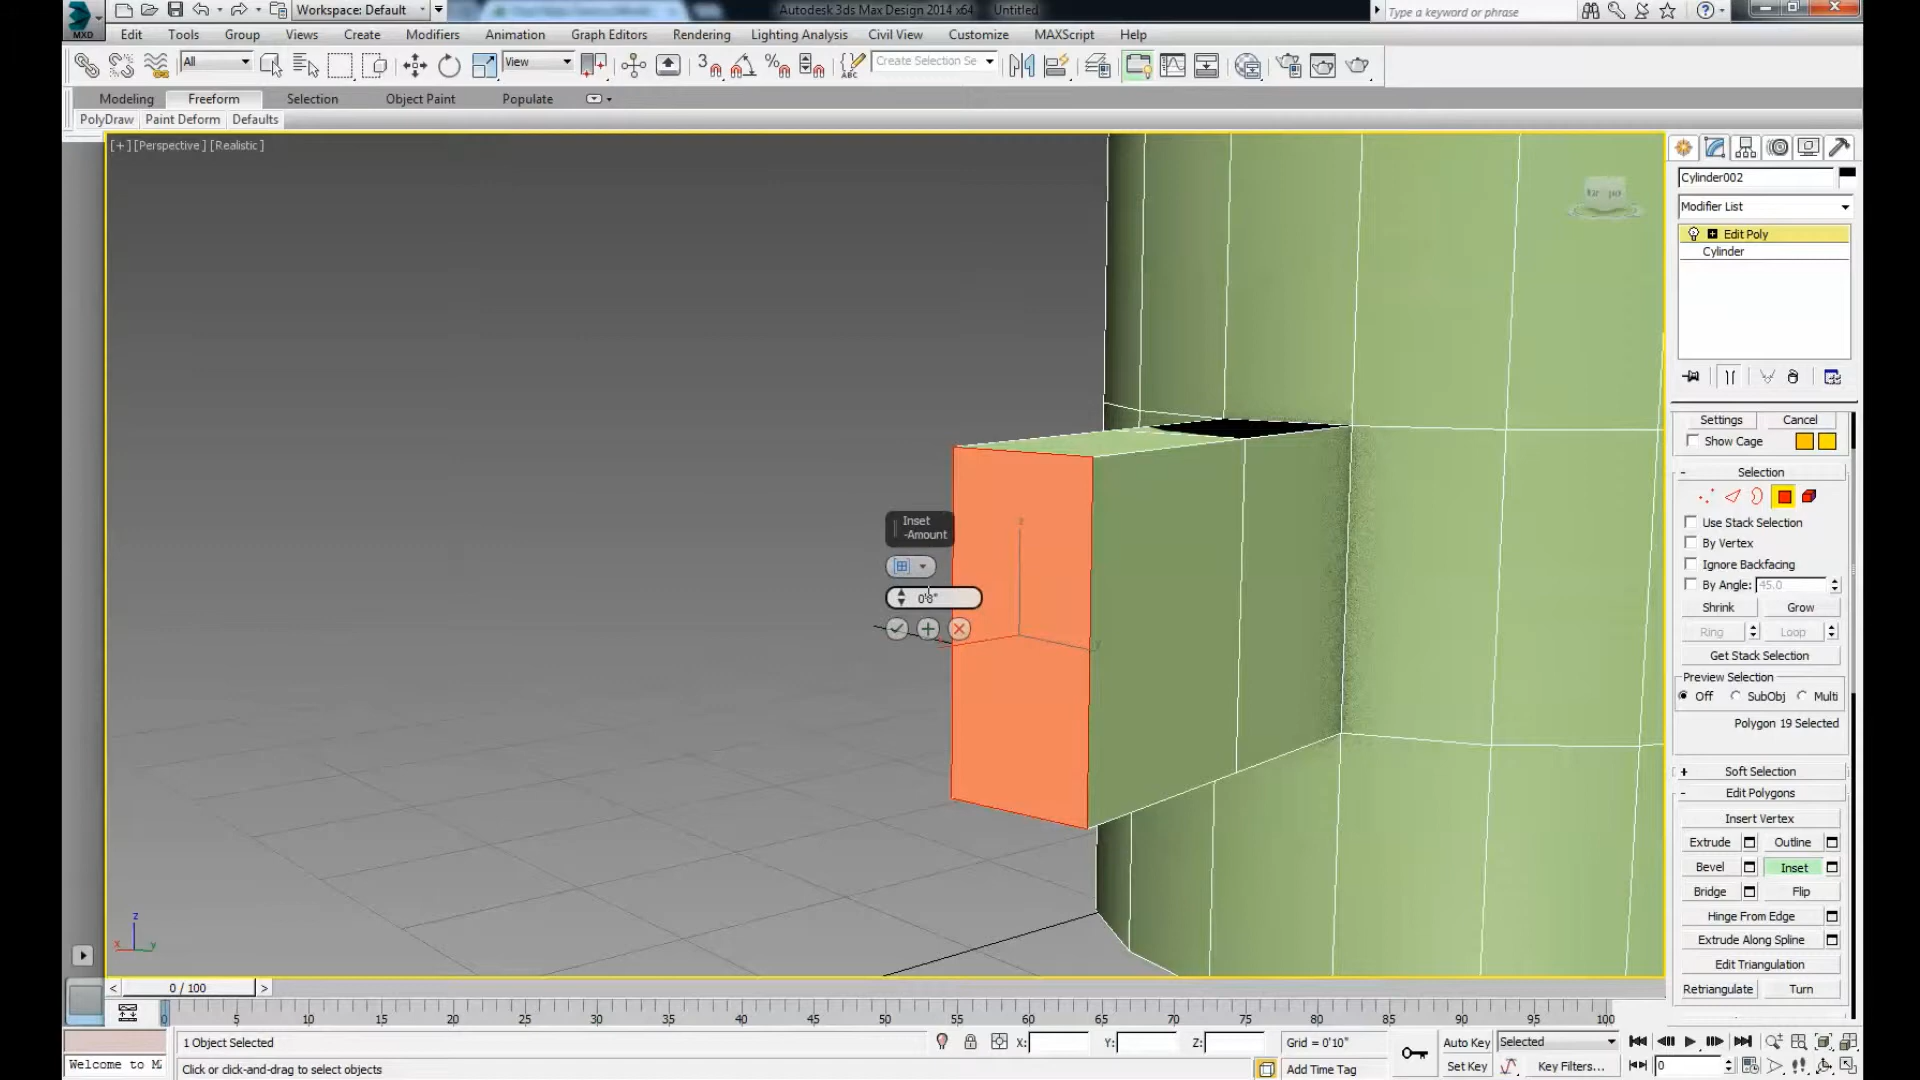 Workspace: Default
Autodesk 3ds Max Design 2014 x64 Untitled
Type a keyword or phrase
MXD
Edit Tools Group Views Create Modifiers Animation Graph Editors Rendering Lighting Analysis Civil View Customize MAXScript Help
All
View
3
ABC
Create Selection Se
Modeling Freeform Selection Object Paint Populate
PolyDraw Paint Deform Defaults
[+] [Perspective] [Realistic]
Cylinder002
Modifier List
Edit Poly
Cylinder
Settings Cancel
Show Cage
Selection
Use Stack Selection
By Vertex
Ignore Backfacing
By Angle: 45.0
Shrink Grow
Ring Loop
Get Stack Selection
Preview Selection
Off SubObj Multi
Polygon 19 Selected
Soft Selection
Edit Polygons
Insert Vertex
Extrude Outline
Bevel Inset
Bridge Flip
Hinge From Edge
Extrude Along Spline
Edit Triangulation
Retriangulate Turn
Inset
-Amount
z
z
x y
0 / 100
0 5 10 15 20 25 30 35 40 45 50 55 60 65 70 75 80 85 90 95 100
1 Object Selected
X: Y: Z:
Grid = 0'10"
Auto Key Selected
Welcome to M
Click or click-and-drag to select objects
Add Time Tag
Set Key Key Filters...
0